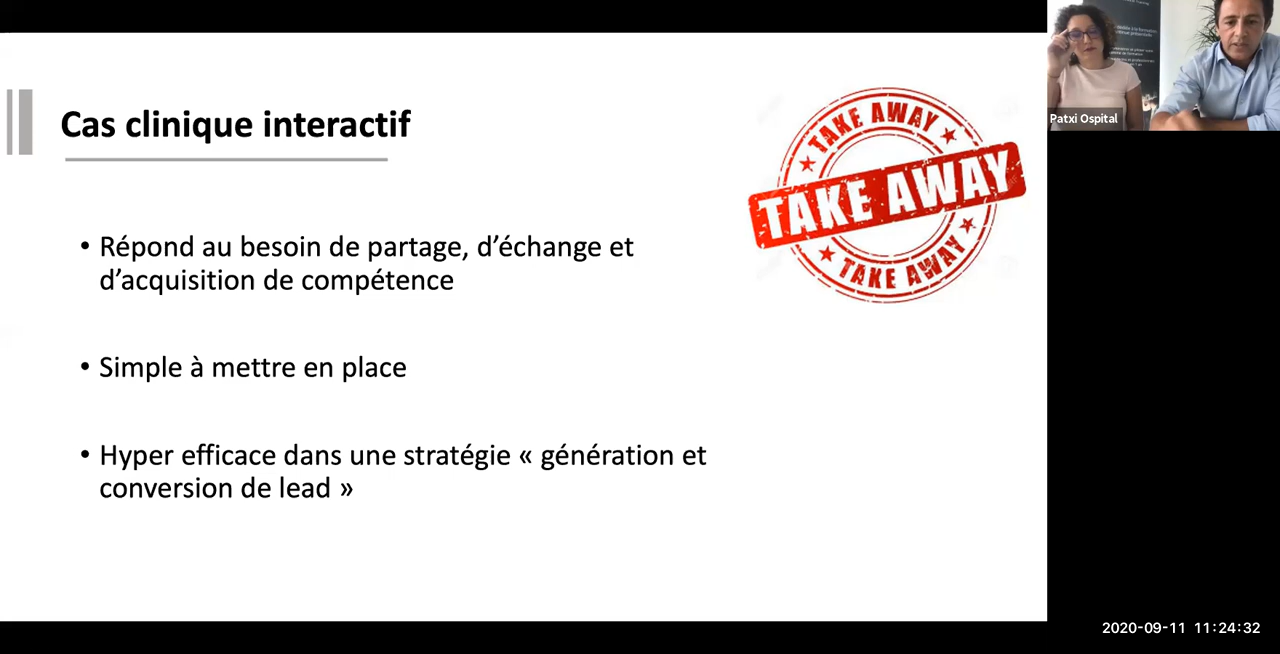 Cas clinique interactif
• Répond au besoin de partage, d’échange et
d’acquisition de compétence
• Simple à mettre en place
• Hyper efficace dans une stratégie « génération et
conversion de lead »
TAKE AWAY
TAKE AWAY
TAKE AWAY
Patxi Ospital
2020-09-11 11:24:32